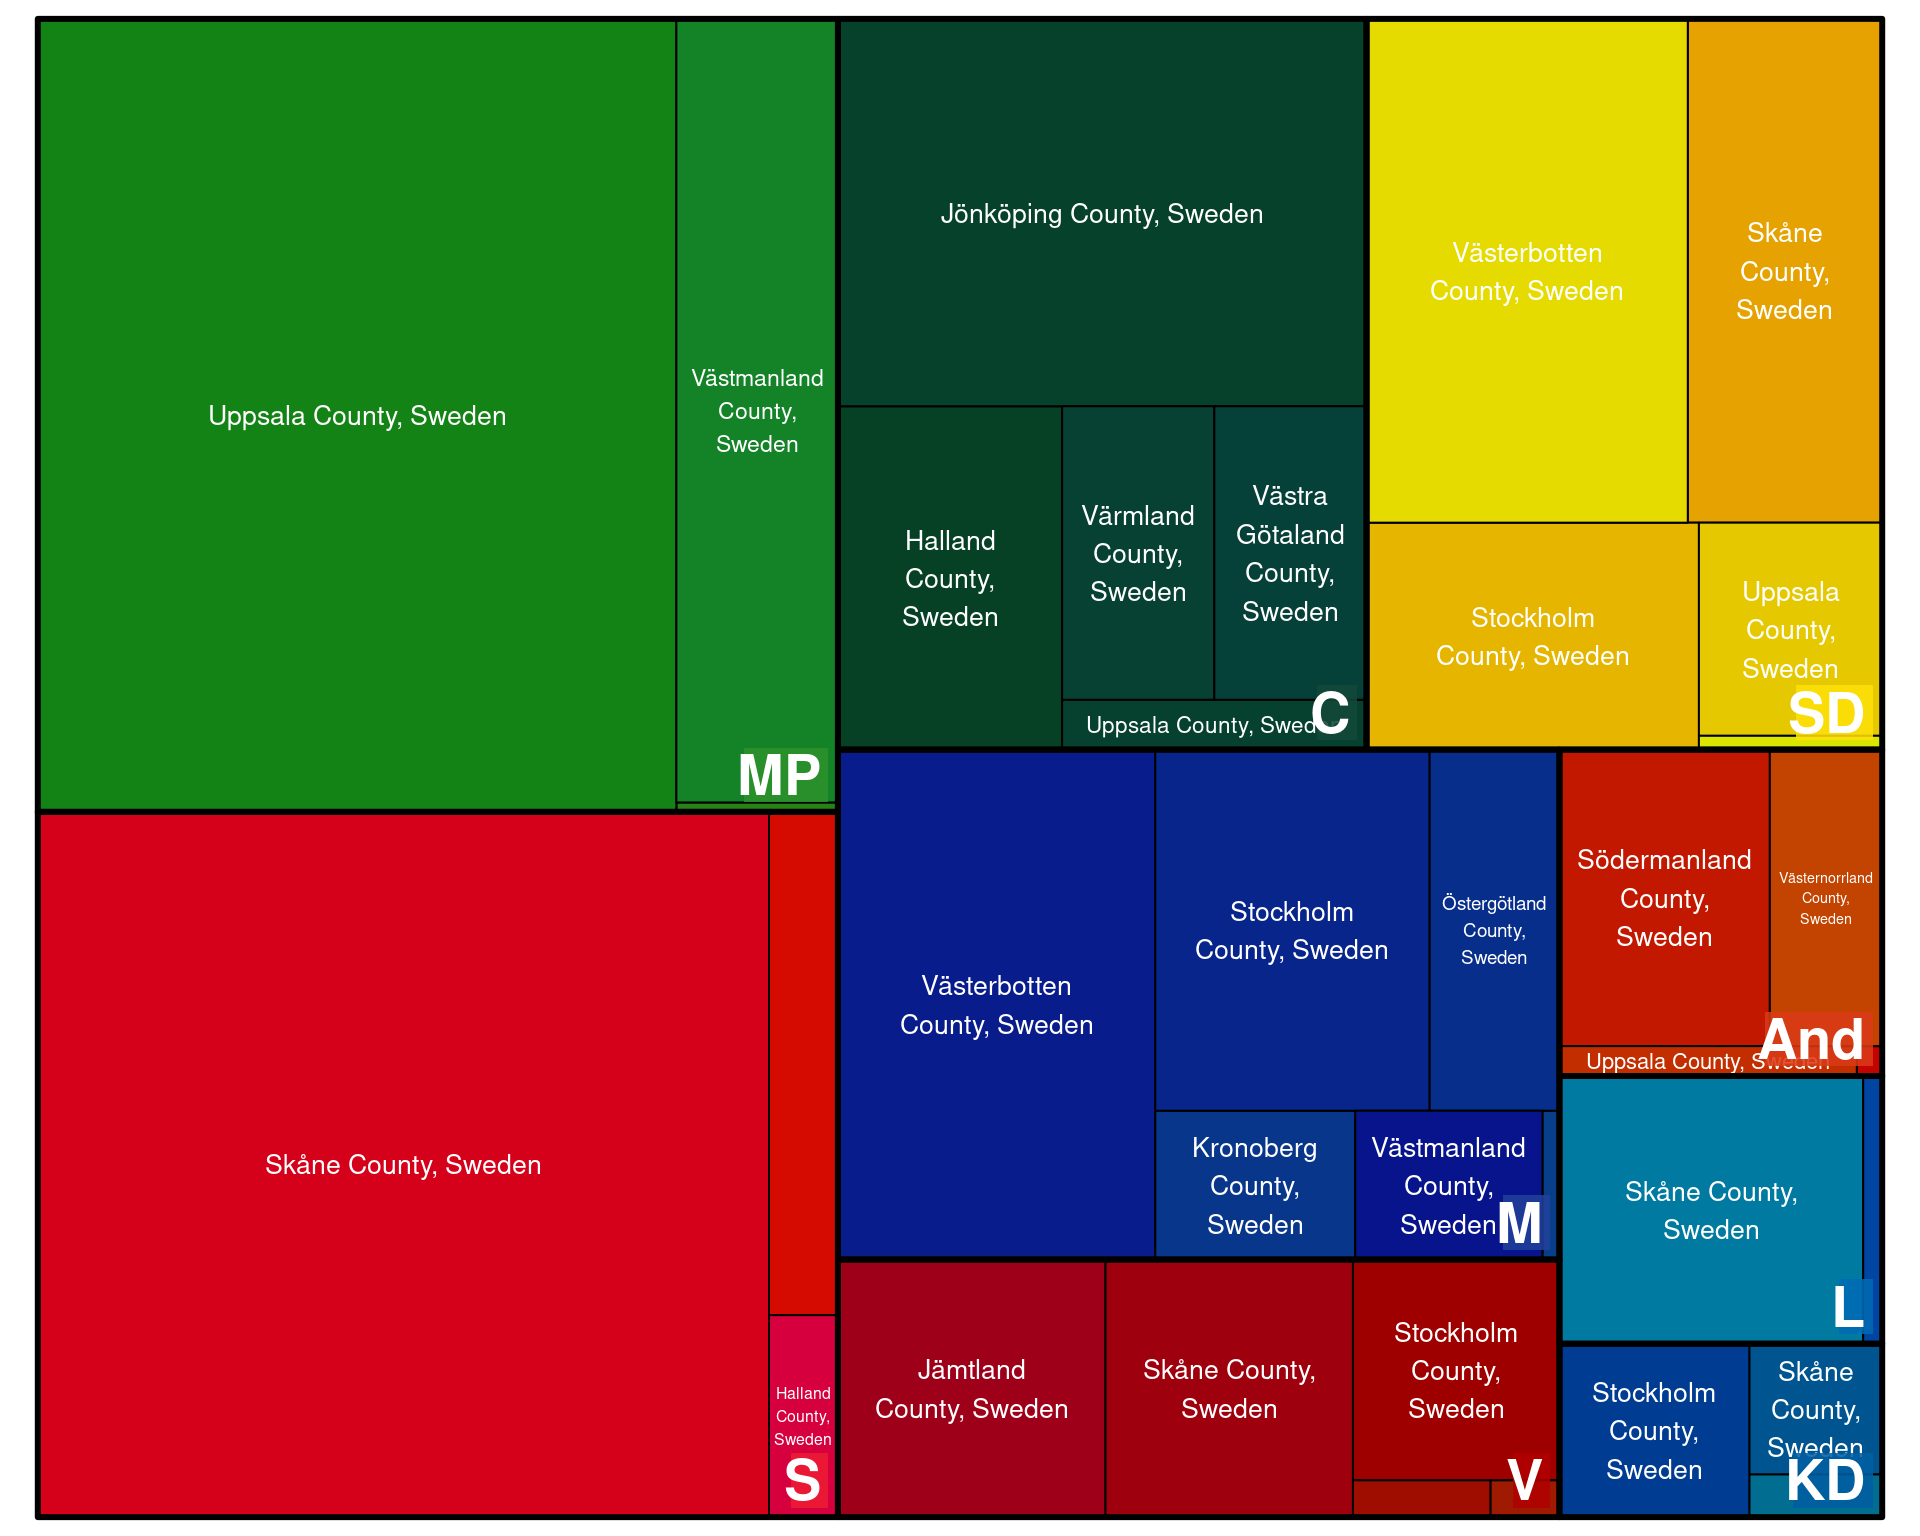 Uppsala County, Sweden
Västmanland
County,
Sweden
MP
Skåne County, Sweden
Halland
County,
Sweden
S
Jönköping County, Sweden
Halland
County,
Sweden
Värmland
County,
Sweden
Västra
Götaland
County,
Sweden
Uppsala County, Sweden
C
Västerbotten
County, Sweden
Skåne
County,
Sweden
Stockholm
County, Sweden
Uppsala
County,
Sweden
SD
Västerbotten
County, Sweden
Stockholm
County, Sweden
Östergötland
County,
Sweden
Kronoberg
County,
Sweden
Västmanland
County,
Sweden
M
Södermanland
County,
Sweden
Västernorrland
County,
Sweden
Uppsala County, Sweden
And
Skåne County,
Sweden
L
Jämtland
County, Sweden
Skåne County,
Sweden
Stockholm
County,
Sweden
V
Stockholm
County,
Sweden
Skåne
County,
Sweden
KD